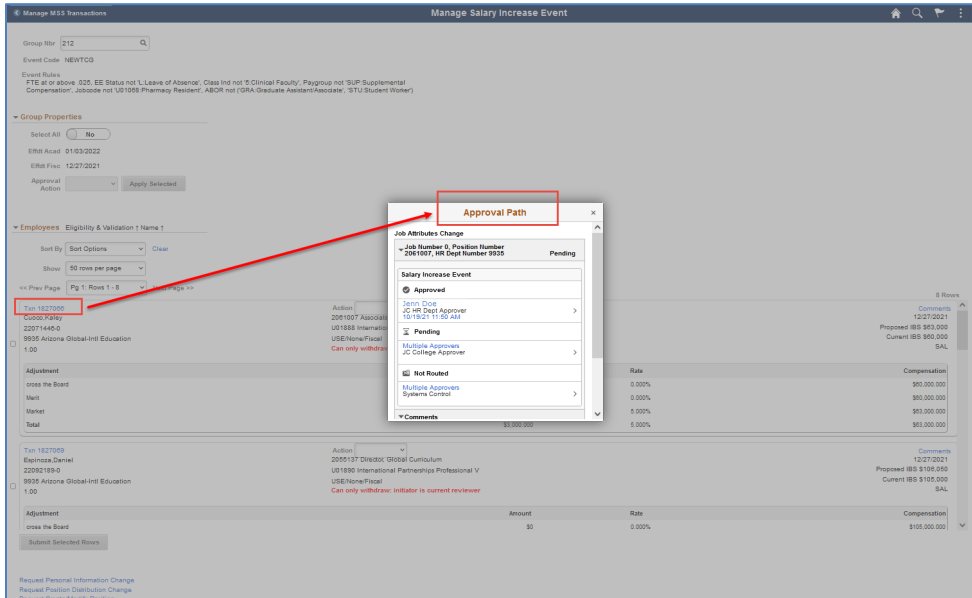 Manage MSS Transactions
Manage Salary Increase Event
Group Nbr 212
Event Code NEWTCG
Event Rules
FTE at or above .025, EE Status not 'L:Leave of Absence', Class Ind not '5:Clinical Faculty', Paygroup not 'SUP:Supplemental
Compensation', Jobcode not 'U01068:Pharmacy Resident', ABOR not ('GRA:Graduate Assistant/Associate', 'STU:Student Worker')
Group Properties
Select All No
Effdt Acad 01/03/2022
Effdt Fisc 12/27/2021
Approval
Action
Apply Selected
Approval Path
×
Job Attributes Change
Job Number 0, Position Number
2061007, HR Dept Number 9935 Pending
Salary Increase Event
Approved
Jenn Doe
JC HR Dept Approver
10/19/21 11:50 AM
Pending
Multiple Approvers
JC College Approver
Not Routed
Multiple Approvers
Systems Control
Comments
Employees Eligibility & Validation † Name †
Sort By Sort Options Clear
Show 50 rows per page
<< Prev Page Pg 1: Rows 1 - 8 Page >>
8 Rows
Txn 1827066 Action Comments
Cuoco,Kaley 2061007 12/27/2021
22071446-0 U01888 Proposed IBS $63,000
9935 Arizona Global-Intl Education USE/None/Fiscal Current IBS $60,000
1.00 Can only SAL
Adjustment Rate Compensation
cross the Board 0.000% $60,000.000
Merit 0.000% $60,000.000
Market 5.000% $63,000.000
Total $3,000.000 5.000% $63,000.000
Txn 1827069 Action Comments
Espinoza,Daniel 2056137 Director, Global Curriculum 12/27/2021
22092189-0 U01890 International Partnerships Professional V Proposed IBS $106,050
9935 Arizona Global-Intl Education USE/None/Fiscal Current IBS $105,000
1.00 Can only withdraw: initiator is current reviewer SAL
Adjustment Amount Rate Compensation
cross the Board $0 0.000% $105,000.000
Submit Selected Rows
Request Personal Information Change
Request Position Distribution Change